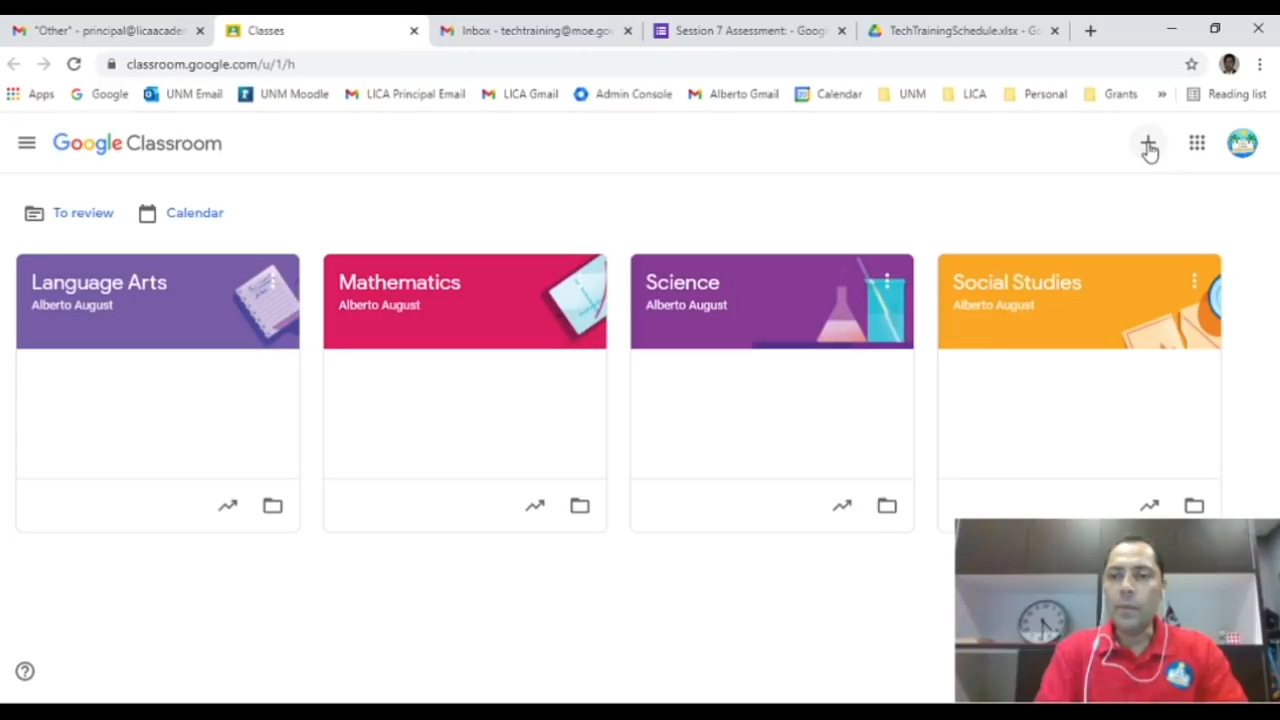 "Other" - principal@licaacader
Classes
Inbox - techtraining@moe.gov
Session 7 Assessment: - Googl
TechTrainingSchedule.xlsx - Go
classroom.google.com/u/1/h
Apps Google UNM Email UNM Moodle LICA Principal Email LICA Gmail Admin Console Alberto Gmail Calendar UNM LICA Personal Grants » Reading list
Google Classroom
To review Calendar
Language Arts
Alberto August
Mathematics
Alberto August
Science
Alberto August
Social Studies
Alberto August